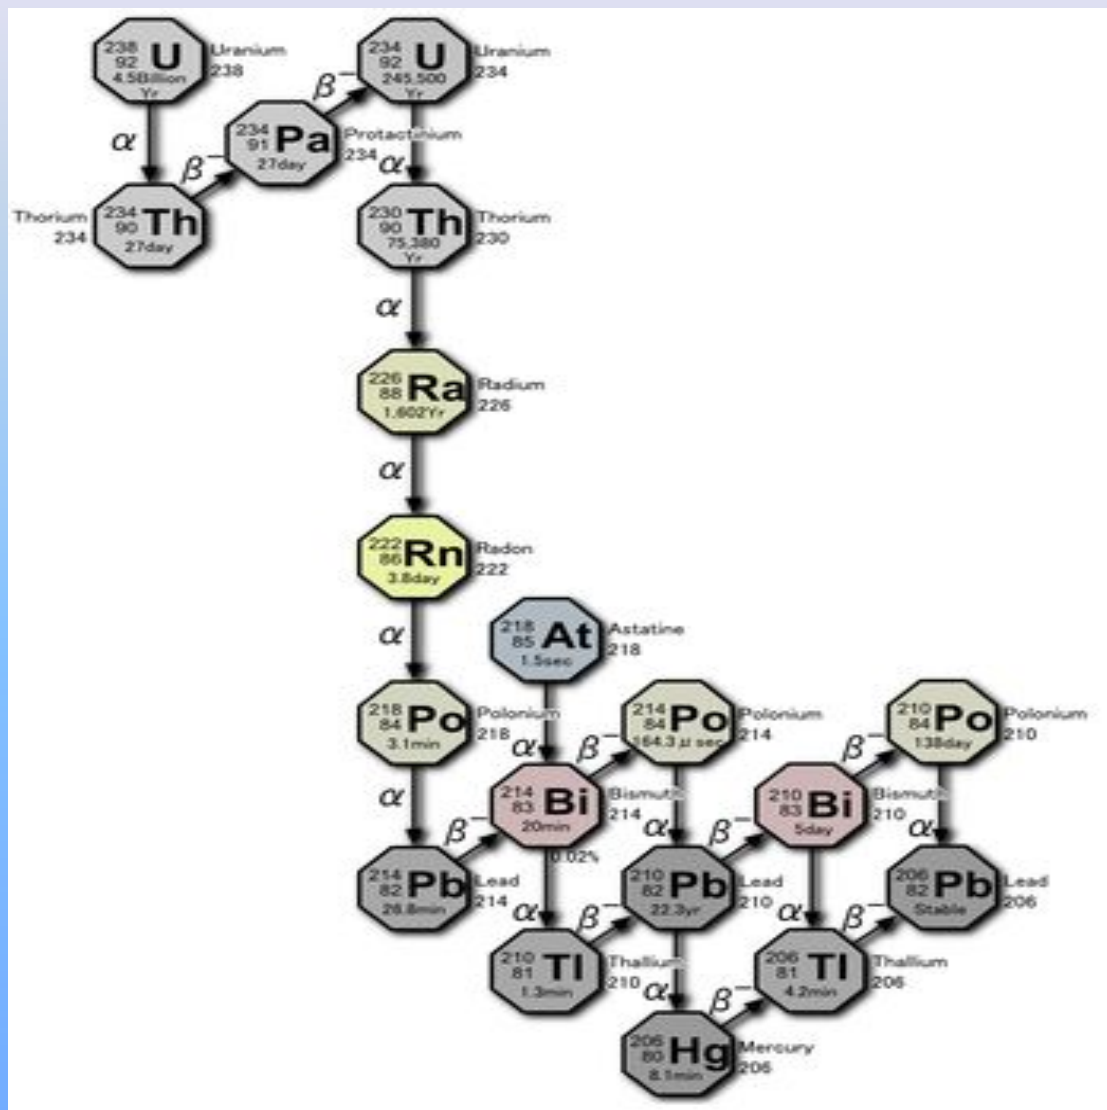 238
92 U
4.5Billion
Yr
Uranium
238
234
92 U
245.500
Yr
Uranium
234
β⁻
α
234
91 Pa
27day
Protactinium
234
α
β⁻
Thorium
234
234
90 Th
27day
230
90 Th
75,380
Yr
Thorium
230
α
226
88 Ra
1,602Yr
Radium
226
α
222
86 Rn
3.8day
Radon
222
α
218
85 At
1.5sec
Astatine
218
218
84 Po
3.1min
Polonium
218
α
β⁻
214
84 Po
164.3 μ sec
Polonium
214
210
84 Po
138day
Polonium
210
β⁻
α
214
83 Bi
20min
Bismuth
214
β⁻
0.02%
α
β⁻
210
83 Bi
5day
Bismuth
210
α
214
82 Pb
26.8min
Lead
214
α
β⁻
210
82 Pb
22.3yr
Lead
210
α
β⁻
206
82 Pb
Stable
Lead
206
210
81 Tl
1.3min
Thallium
210
α
β⁻
206
81 Tl
4.2min
Thallium
206
206
80 Hg
8.1min
Mercury
206